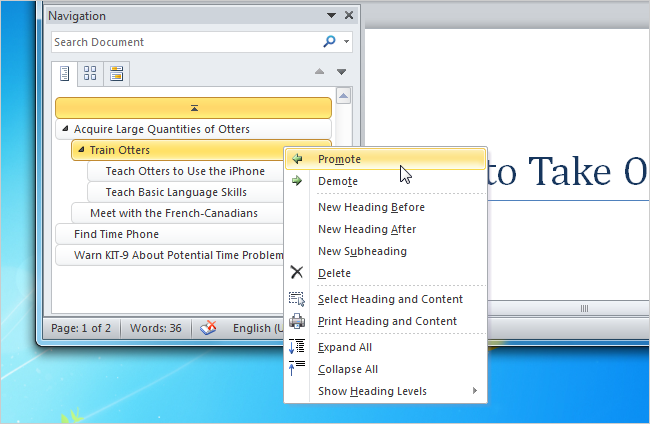 Navigation
Search Document
Acquire Large Quantities of Otters
Train Otters
Teach Otters to Use the iPhone
Teach Basic Language Skills
Meet with the French-Canadians
Find Time Phone
Warn KIT-9 About Potential Time Problem
Page: 1 of 2
Words: 36
English (U
Promote
Demote
New Heading Before
New Heading After
New Subheading
Delete
Select Heading and Content
Print Heading and Content
Expand All
Collapse All
Show Heading Levels
to Take O